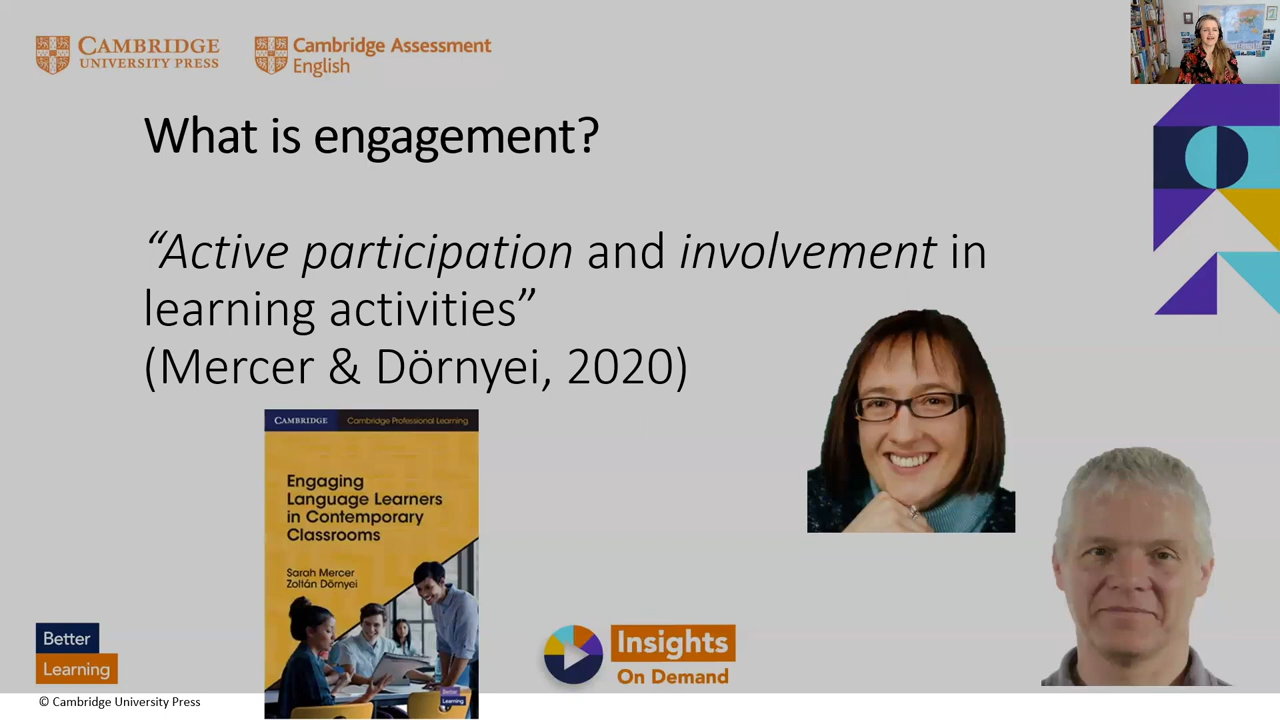 CAMBRIDGE
UNIVERSITY PRESS
Cambridge Assessment
English
What is engagement?
“Active participation and involvement in
learning activities”
(Mercer & Dörnyei, 2020)
CAMBRIDGE
Cambridge Professional Learning
Engaging
Language Learners
in Contemporary
Classrooms
Sarah Mercer
Zoltán Dörnyei
Better
Learning
Better
Learning
Insights
On Demand
© Cambridge University Press